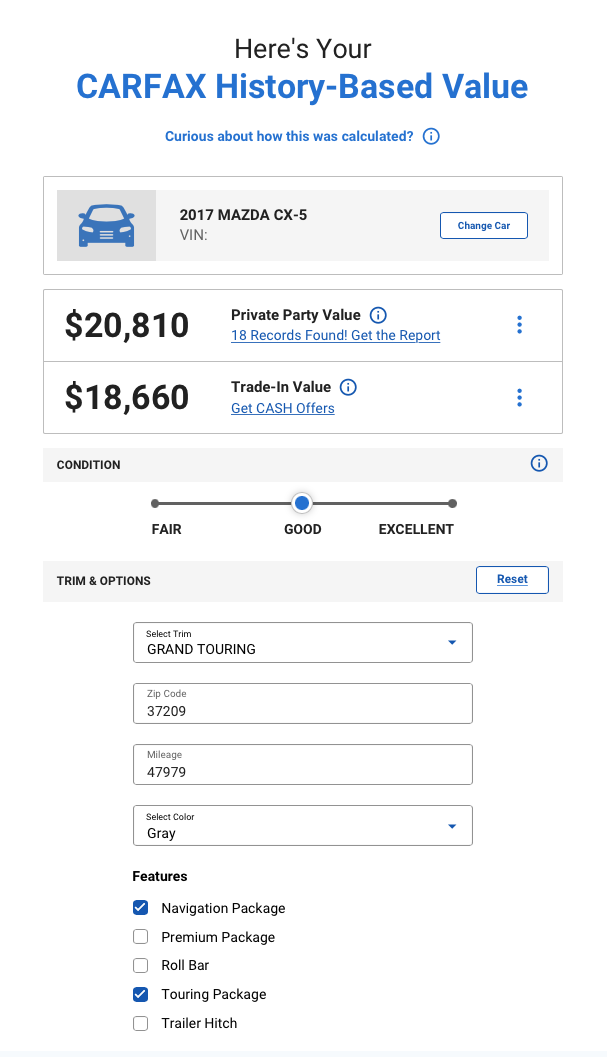 Here's Your
CARFAX History-Based Value
Curious about how this was calculated?
2017 MAZDA CX-5
VIN:
Change Car
$20,810
Private Party Value
18 Records Found! Get the Report
$18,660
Trade-In Value
Get CASH Offers
CONDITION
FAIR GOOD EXCELLENT
TRIM & OPTIONS
Reset
Select Trim
GRAND TOURING
Zip Code
37209
Mileage
47979
Select Color
Gray
Features
Navigation Package
Premium Package
Roll Bar
Touring Package
Trailer Hitch